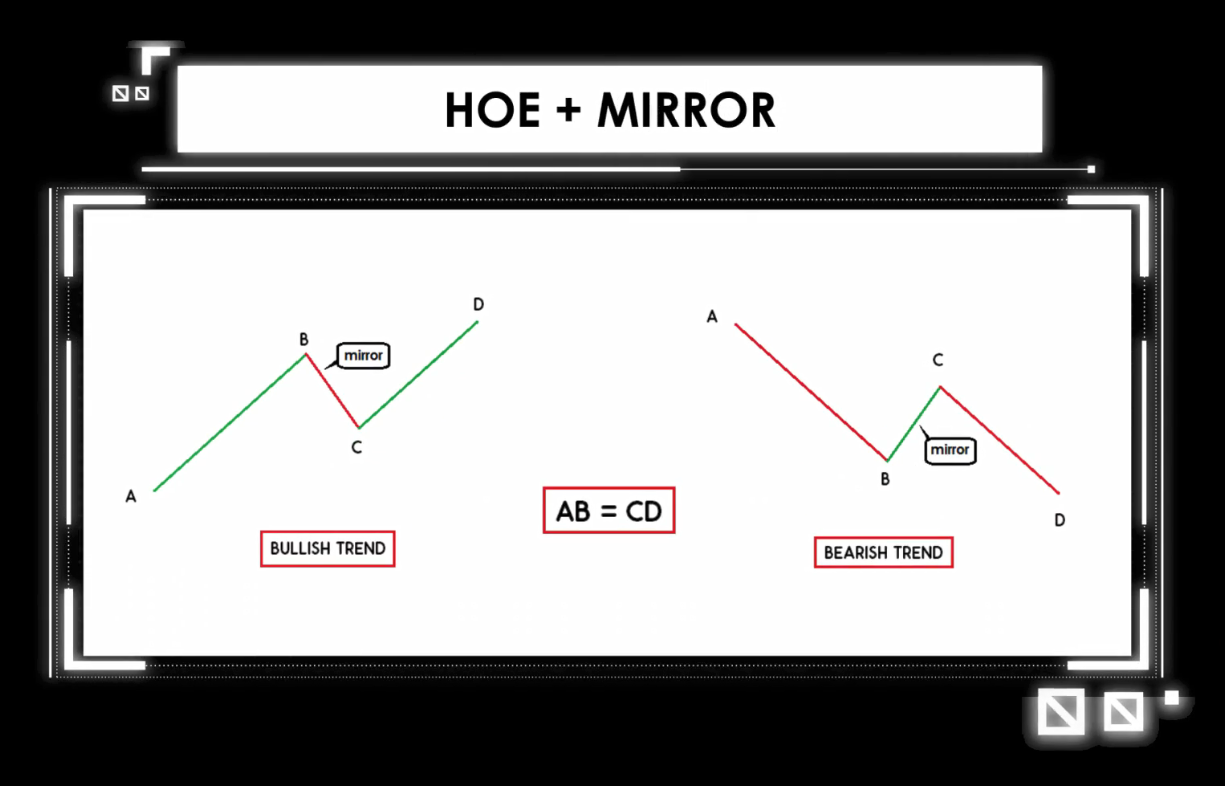 HOE + MIRROR
D
B
mirror
C
A
A
C
mirror
B
D
AB = CD
BULLISH TREND
BEARISH TREND